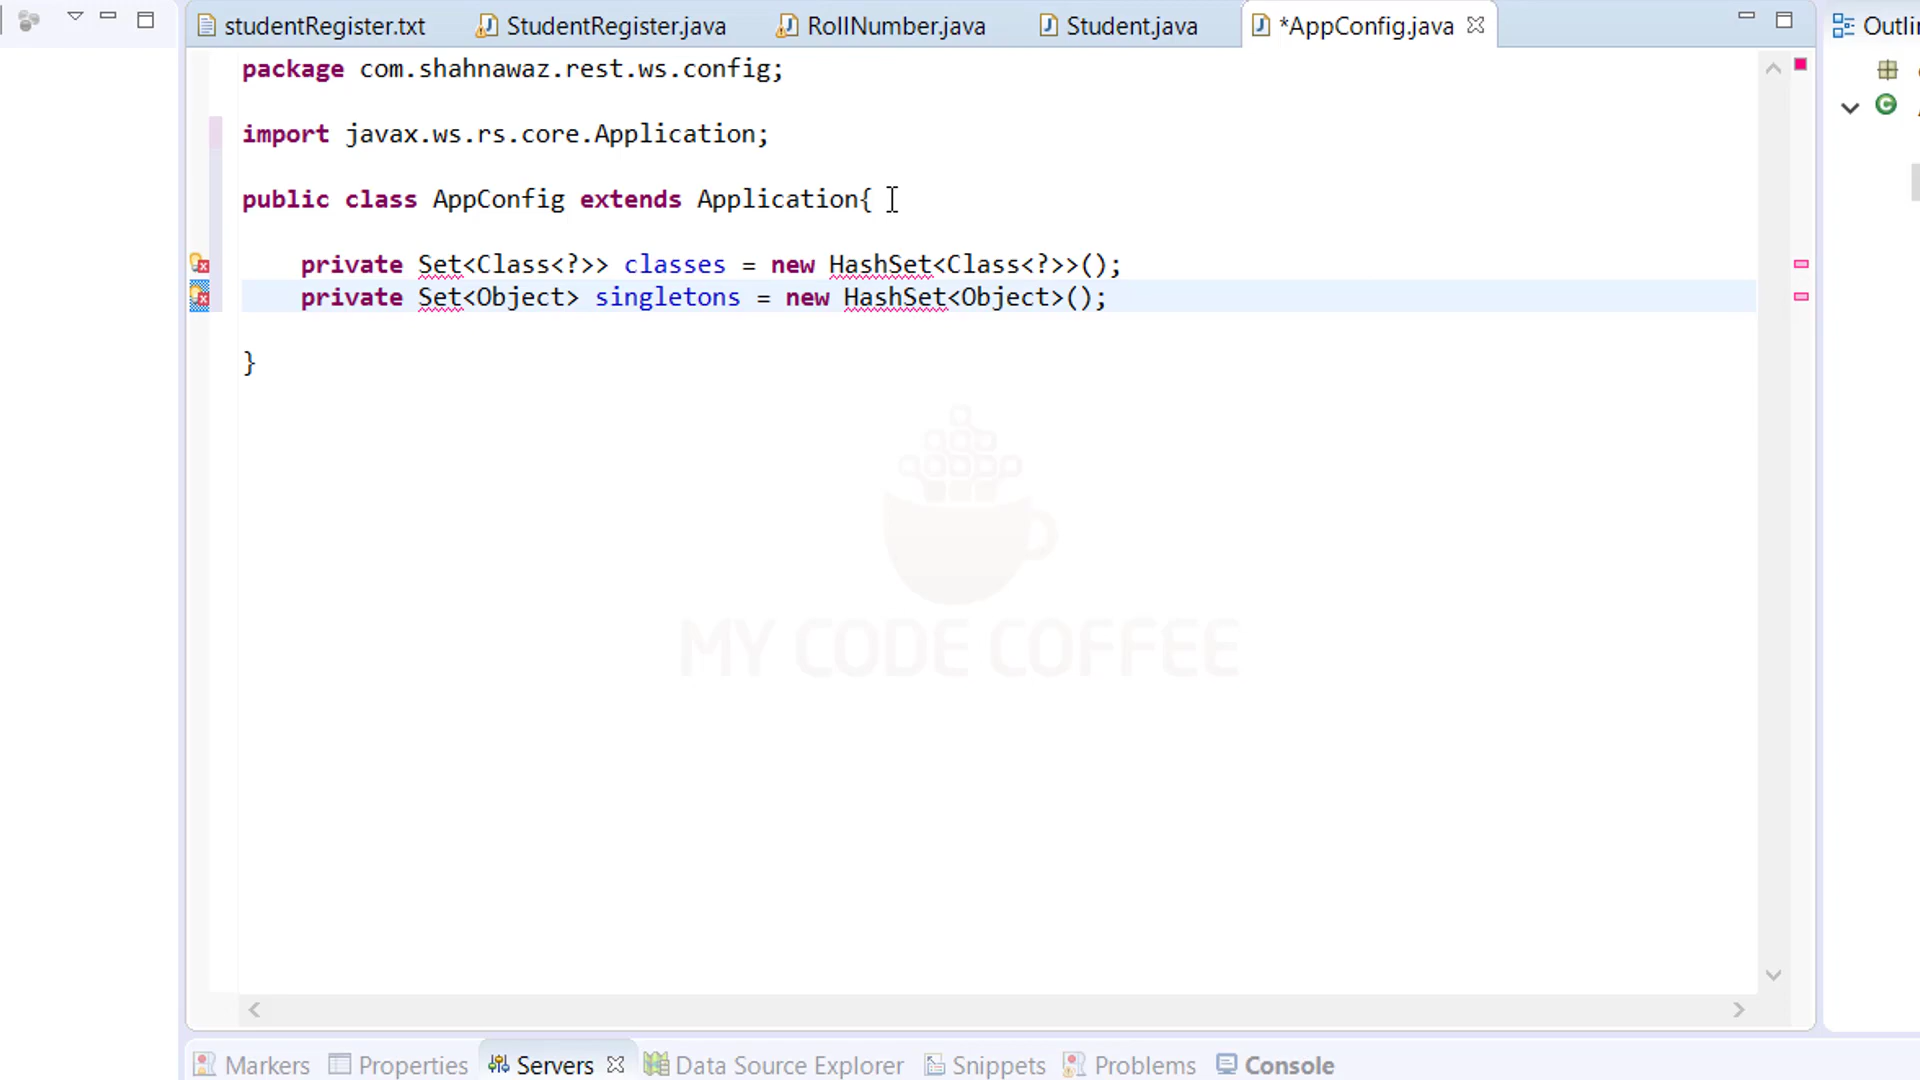 studentRegister.txt StudentRegister.java RollNumber.java Student.java *AppConfig.java
package com.shahnawaz.rest.ws.config;
import javax.ws.rs.core.Application;
public class AppConfig extends Application{
private Set<Class<?>> classes = new HashSet<Class<?>>();
private Set<Object> singletons = new HashSet<Object>();
}
MY CODE COFFEE
Markers Properties Servers Data Source Explorer Snippets Problems Console